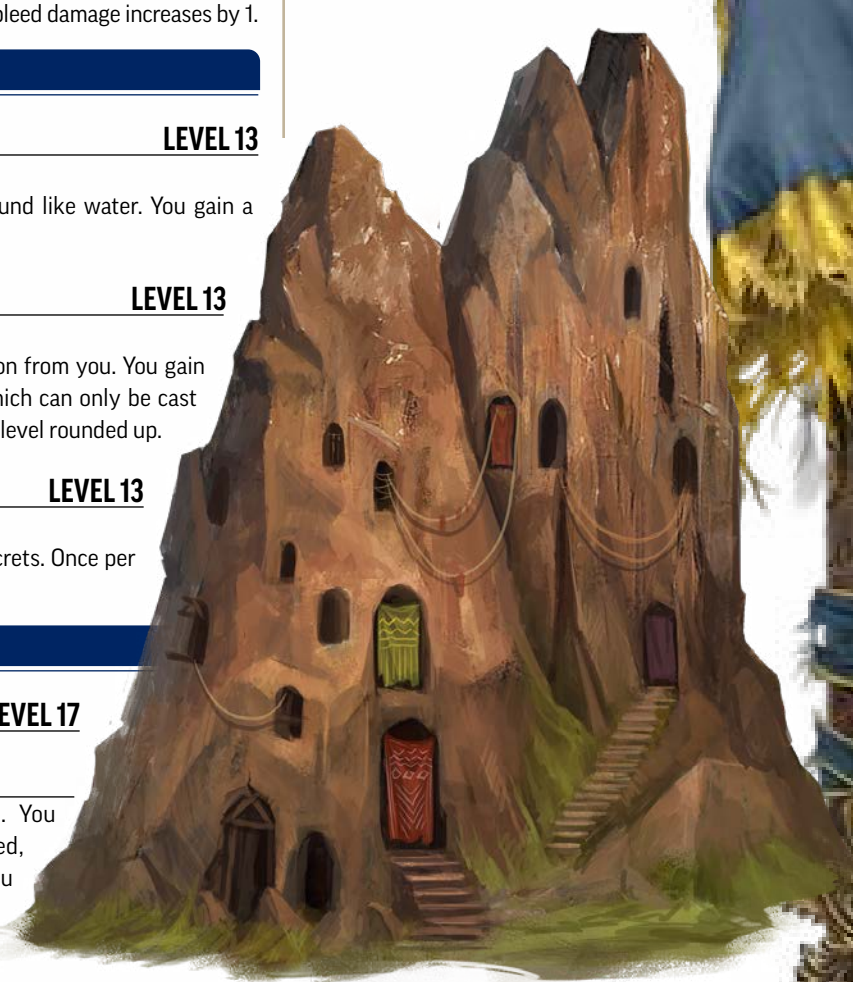 bleed damage increases by 1.
LEVEL 13
und like water. You gain a
LEVEL 13
on from you. You gain
hich can only be cast
level rounded up.
LEVEL 13
crets. Once per
LEVEL 17
. You
ed,
u